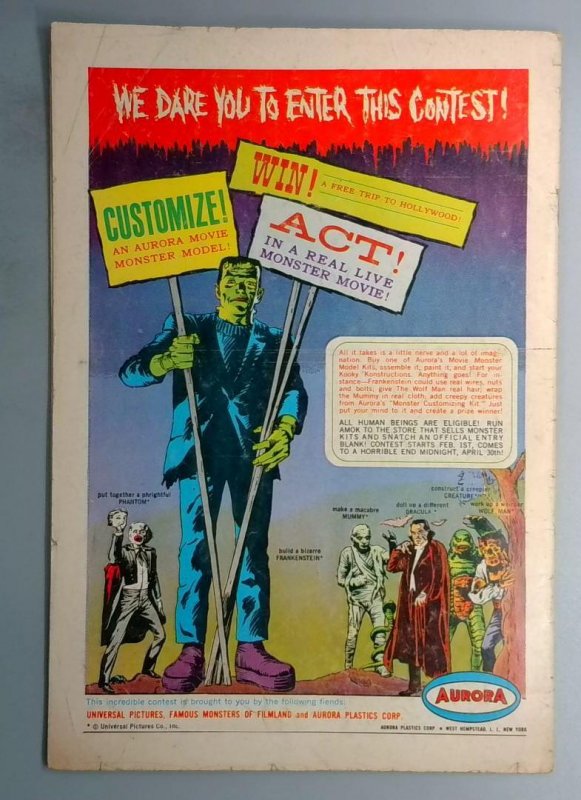 WE DARE YOU TO ENTER THIS CONTEST!
WIN! A FREE TRIP TO HOLLYWOOD!
CUSTOMIZE!
AN AURORA MOVIE
MONSTER MODEL!
ACT!
IN A REAL LIVE
MONSTER MOVIE!
All it takes is a little nerve and a lot of imagi-
nation. Buy one of Aurora's Movie Monster
Model Kits, assemble it, paint it, and start your
Kooky Konstructions. Anything goes! For in-
stance—Frankenstein could use real wires, nuts
and bolts; give The Wolf Man real hair; wrap
the Mummy in real cloth; add creepy creatures
from Aurora's "Monster Customizing Kit." Just
put your mind to it and create a prize winner!
ALL HUMAN BEINGS ARE ELIGIBLE! RUN
AMOK TO THE STORE THAT SELLS MONSTER
KITS AND SNATCH AN OFFICIAL ENTRY
BLANK! CONTEST STARTS FEB. 1ST, COMES
TO A HORRIBLE END MIDNIGHT, APRIL 30th!
put together a phrightful
PHANTOM*
build a bizarre
FRANKENSTEIN*
make a macabre
MUMMY*
doll up a different
DRACULA*
construct a creepier
CREATURE*
work up a weirder
WOLF MAN*
AURORA
This incredible contest is brought to you by the following fiends:
UNIVERSAL PICTURES, FAMOUS MONSTERS OF FILMLAND and AURORA PLASTICS CORP.
* © Universal Pictures Co., Inc.
AURORA PLASTICS CORP. • WEST HEMPSTEAD, L. I., NEW YORK